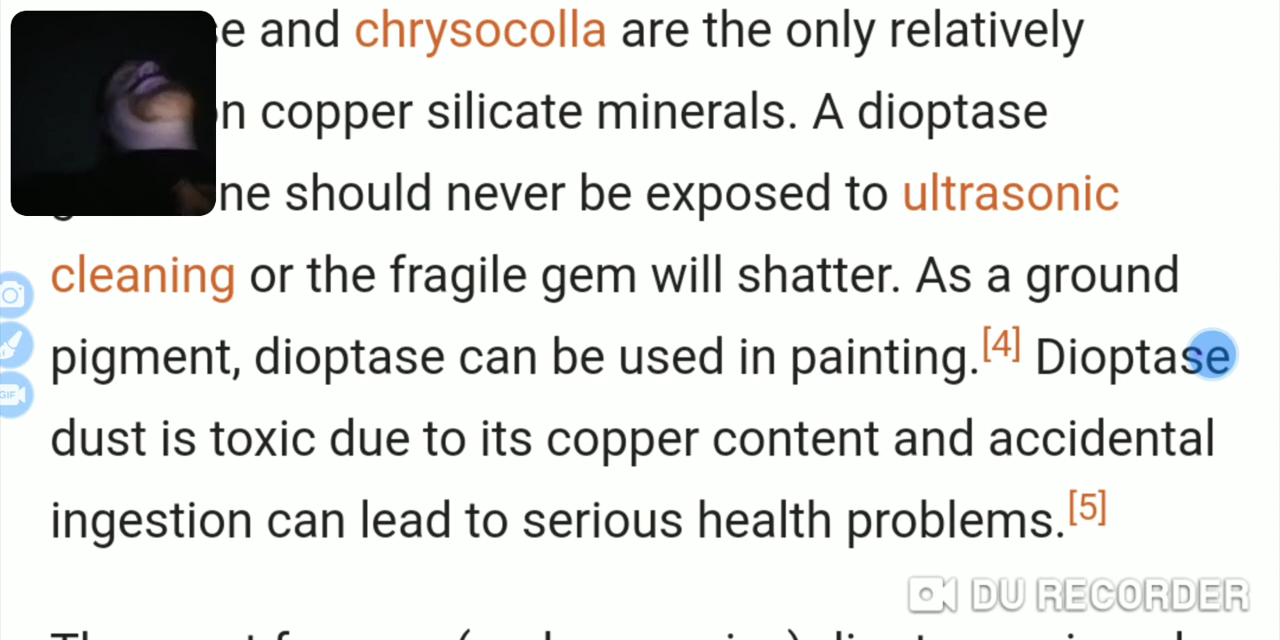 and chrysocolla are the only relatively
copper silicate minerals. A dioptase
should never be exposed to ultrasonic
cleaning or the fragile gem will shatter. As a ground
pigment, dioptase can be used in painting.[4] Dioptase
dust is toxic due to its copper content and accidental
ingestion can lead to serious health problems.[5]
GIF
DU RECORDER